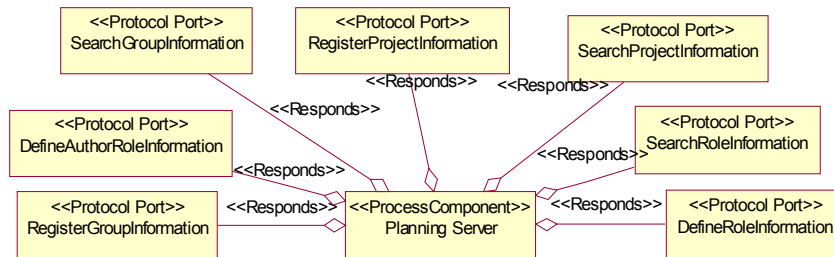 <<Protocol Port>>
SearchGroupInformation
<<Protocol Port>>
RegisterProjectInformation
<<Protocol Port>>
SearchProjectInformation
<<Responds>>
<<Responds>>
<<Responds>>
<<Protocol Port>>
DefineAuthorRoleInformation
<<Protocol Port>>
SearchRoleInformation
<<Responds>>
<<Responds>>
<<Protocol Port>>
RegisterGroupInformation
<<Responds>>
<<ProcessComponent>>
Planning Server
<<Responds>>
<<Protocol Port>>
DefineRoleInformation